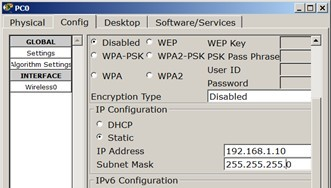 PC0
Physical Config Desktop Software/Services
GLOBAL
Settings
Algorithm Settings
INTERFACE
Wireless0
Disabled WEP WEP Key
WPA-PSK WPA2-PSK PSK Pass Phrase
User ID
WPA WPA2 Password
Encryption Type Disabled
IP Configuration
DHCP
Static
IP Address 192.168.1.10
Subnet Mask 255.255.255.0
IPv6 Configuration